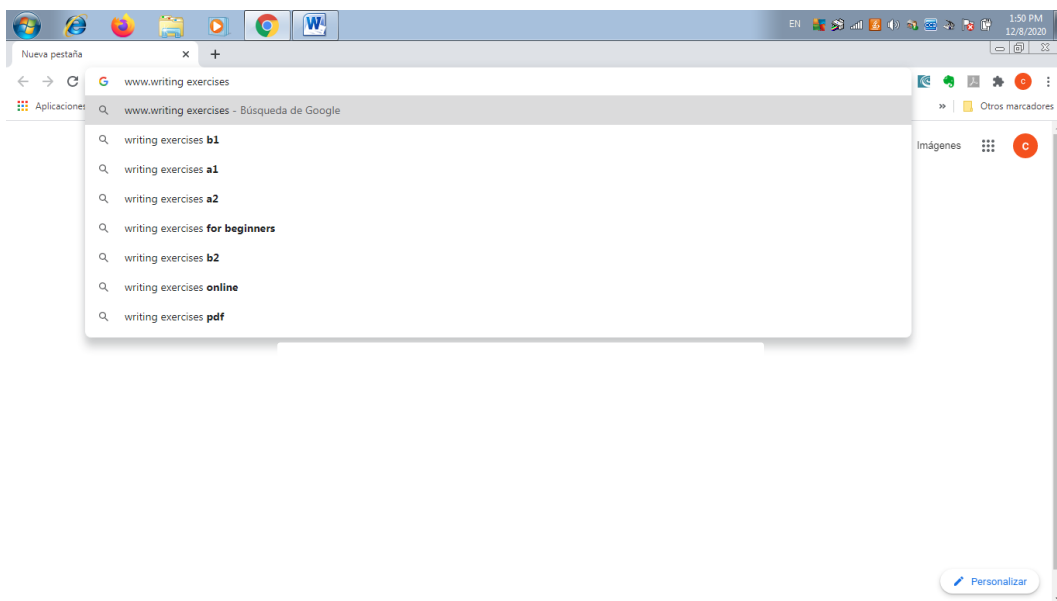 EN 1:50 PM
12/8/2020
Nueva pestaña
www.writing exercises
Aplicaciones » Otros marcadores
www.writing exercises - Búsqueda de Google
writing exercises b1
Imágenes C
writing exercises a1
writing exercises a2
writing exercises for beginners
writing exercises b2
writing exercises online
writing exercises pdf
Personalizar